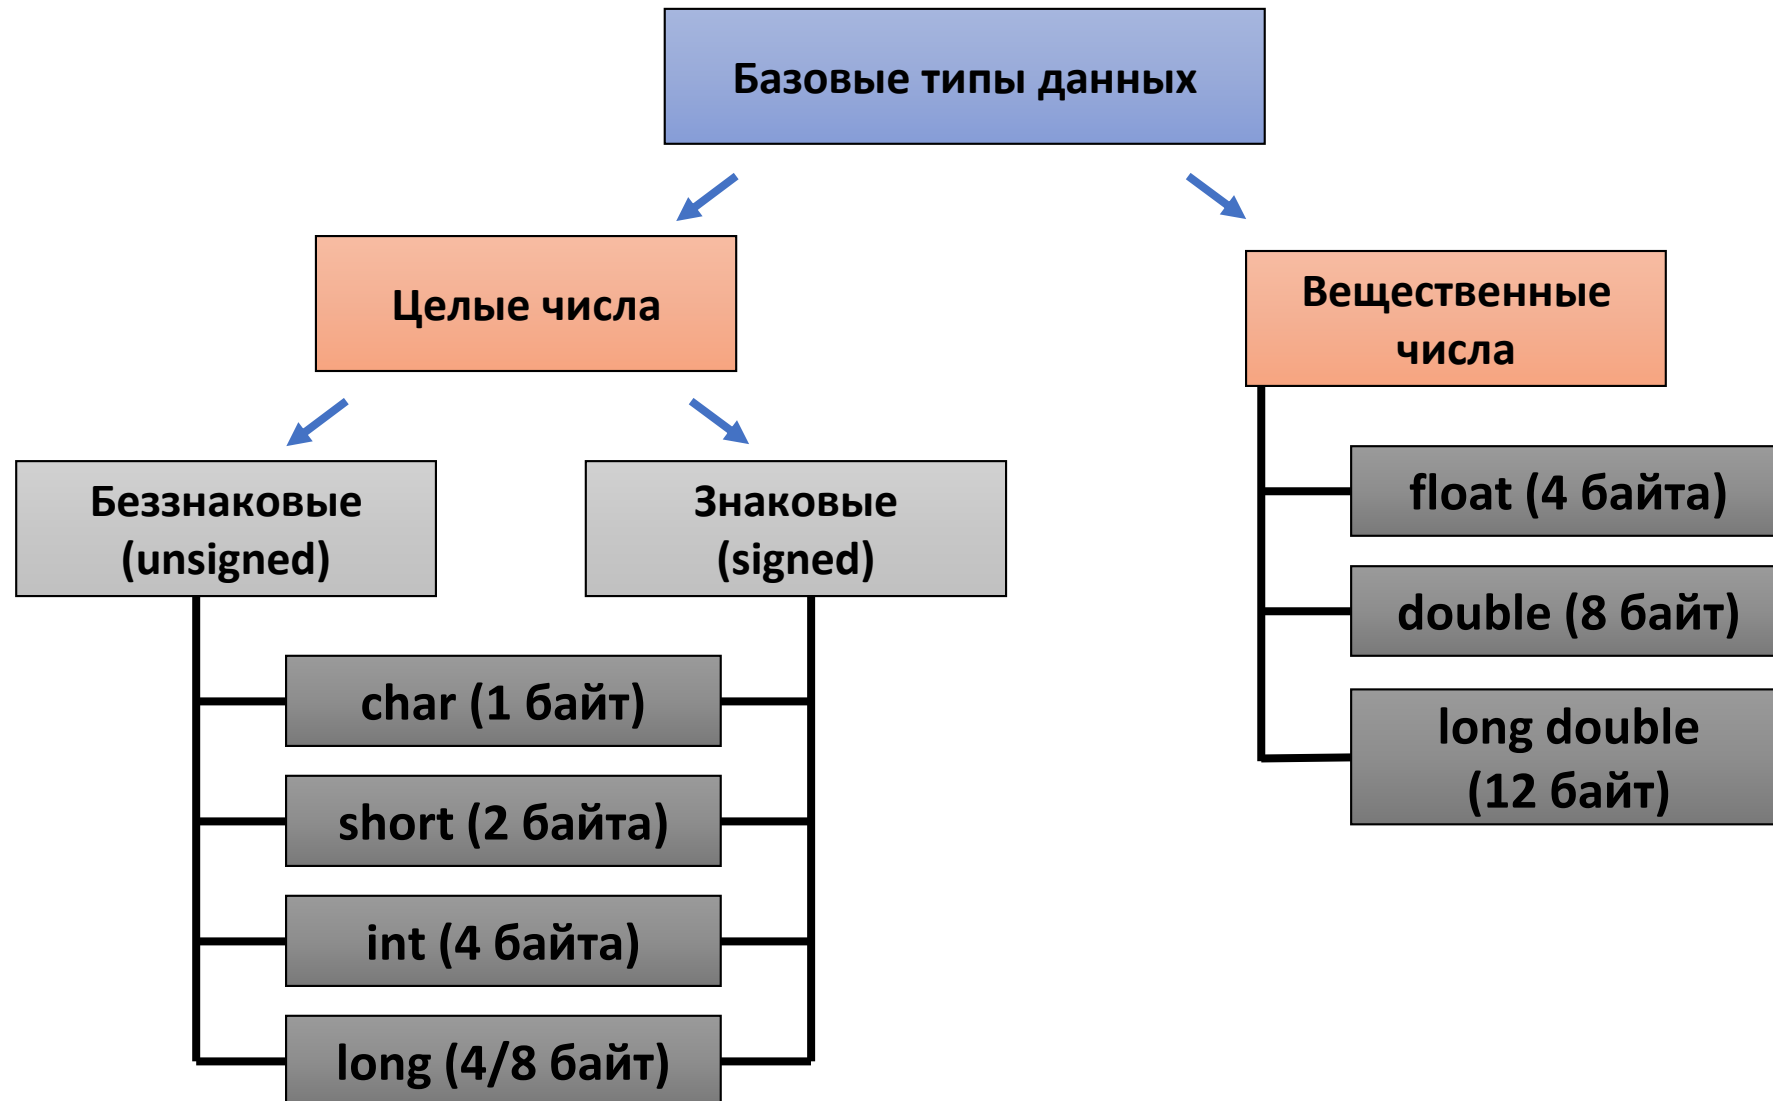 Базовые типы данных
Целые числа
Вещественные
числа
Беззнаковые
(unsigned)
Знаковые
(signed)
char (1 байт)
short (2 байта)
int (4 байта)
long (4/8 байт)
float (4 байта)
double (8 байт)
long double
(12 байт)